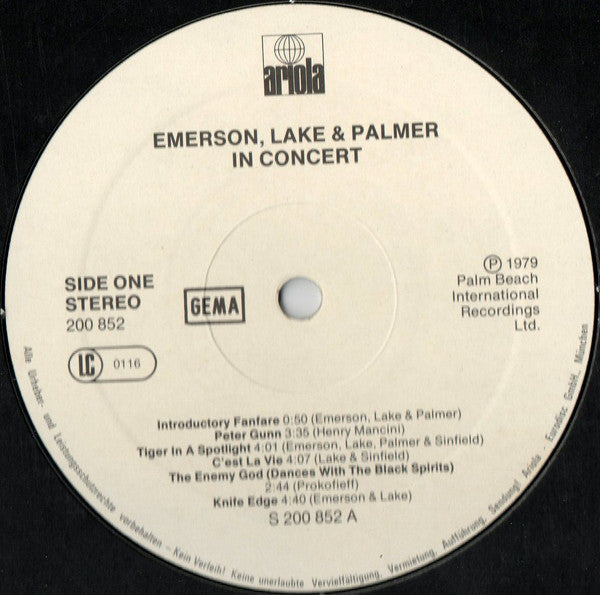 ariola
EMERSON, LAKE & PALMER
IN CONCERT
SIDE ONE
STEREO
200 852
GEMA
LC 0116
℗ 1979
Palm Beach
International
Recordings
Ltd.
Introductory Fanfare 0:50 (Emerson, Lake & Palmer)
Peter Gunn 3:35 (Henry Mancini)
Tiger In A Spotlight 4:01 (Emerson, Lake, Palmer & Sinfield)
C'est La Vie 4:07 (Lake & Sinfield)
The Enemy God (Dances With The Black Spirits)
2:44 (Prokofieff)
Knife Edge 4:40 (Emerson & Lake)
S 200 852 A
Alle Urheber- und Leistungsschutzrechte vorbehalten – Kein Verleih! Keine unerlaubte Vervielfältigung, Vermietung, Aufführung, Sendung! Ariola - Eurodisc GmbH., München